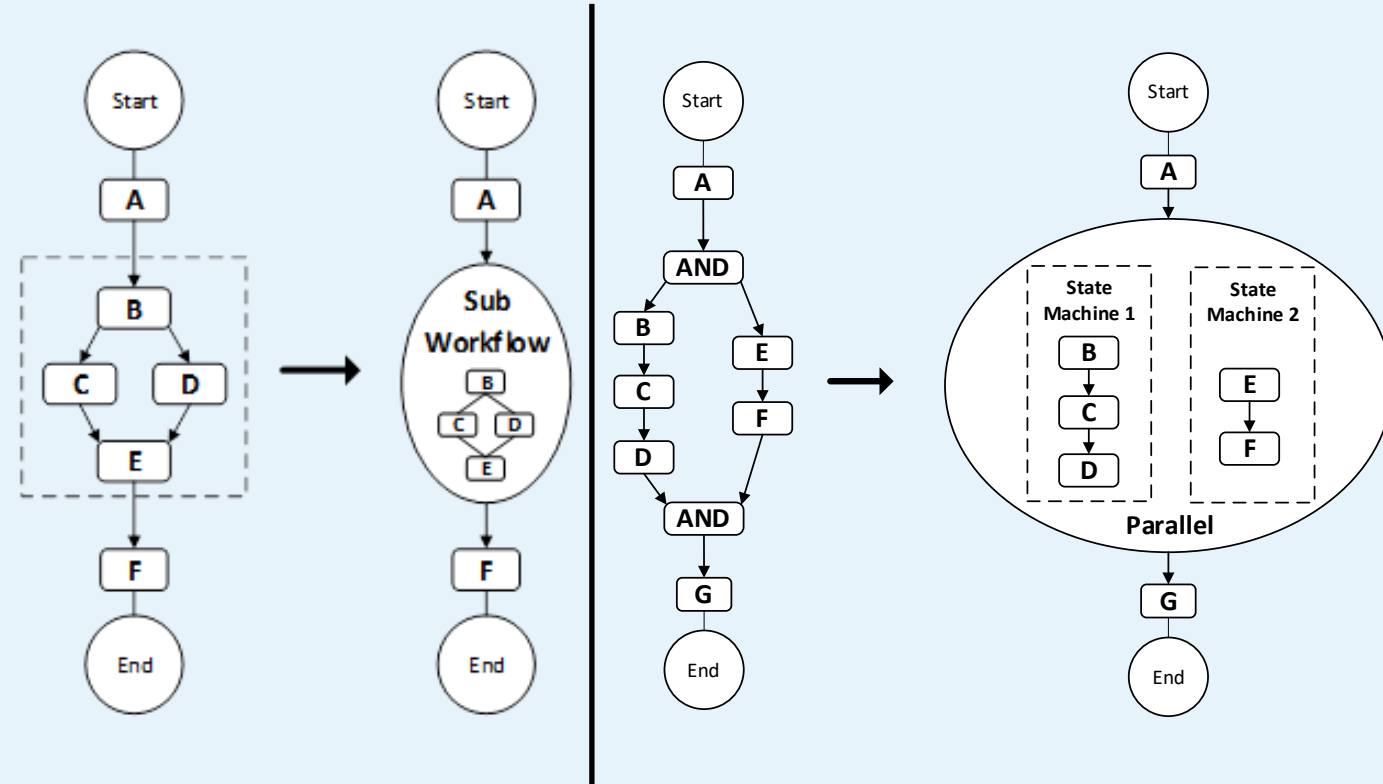 Start
A
B
C
D
E
F
End
Start
A
Sub
Workflow
B
C
D
E
F
End
Start
A
AND
B
E
C
F
D
AND
G
End
Start
A
State
Machine 1
B
C
D
State
Machine 2
E
F
Parallel
G
End